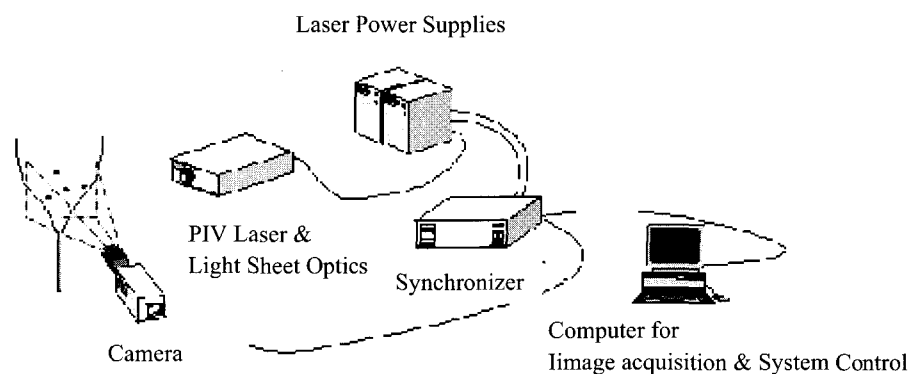 Laser Power Supplies
PIV Laser &
Light Sheet Optics
Synchronizer
Camera
Computer for
Iimage acquisition & System Control